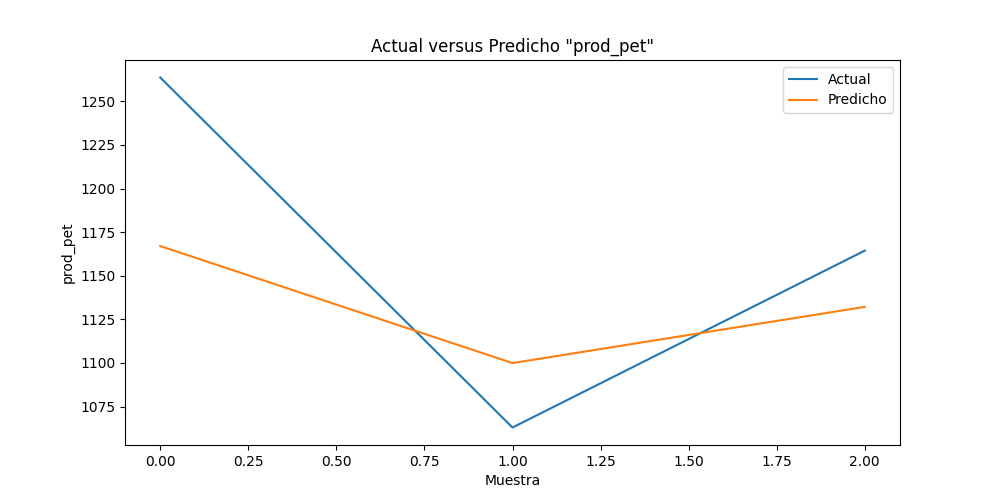 Actual versus Predicho "prod_pet"
Actual
Predicho
1250
1225
1200
1175
1150
1125
1100
1075
prod_pet
0.00 0.25 0.50 0.75 1.00 1.25 1.50 1.75 2.00
Muestra